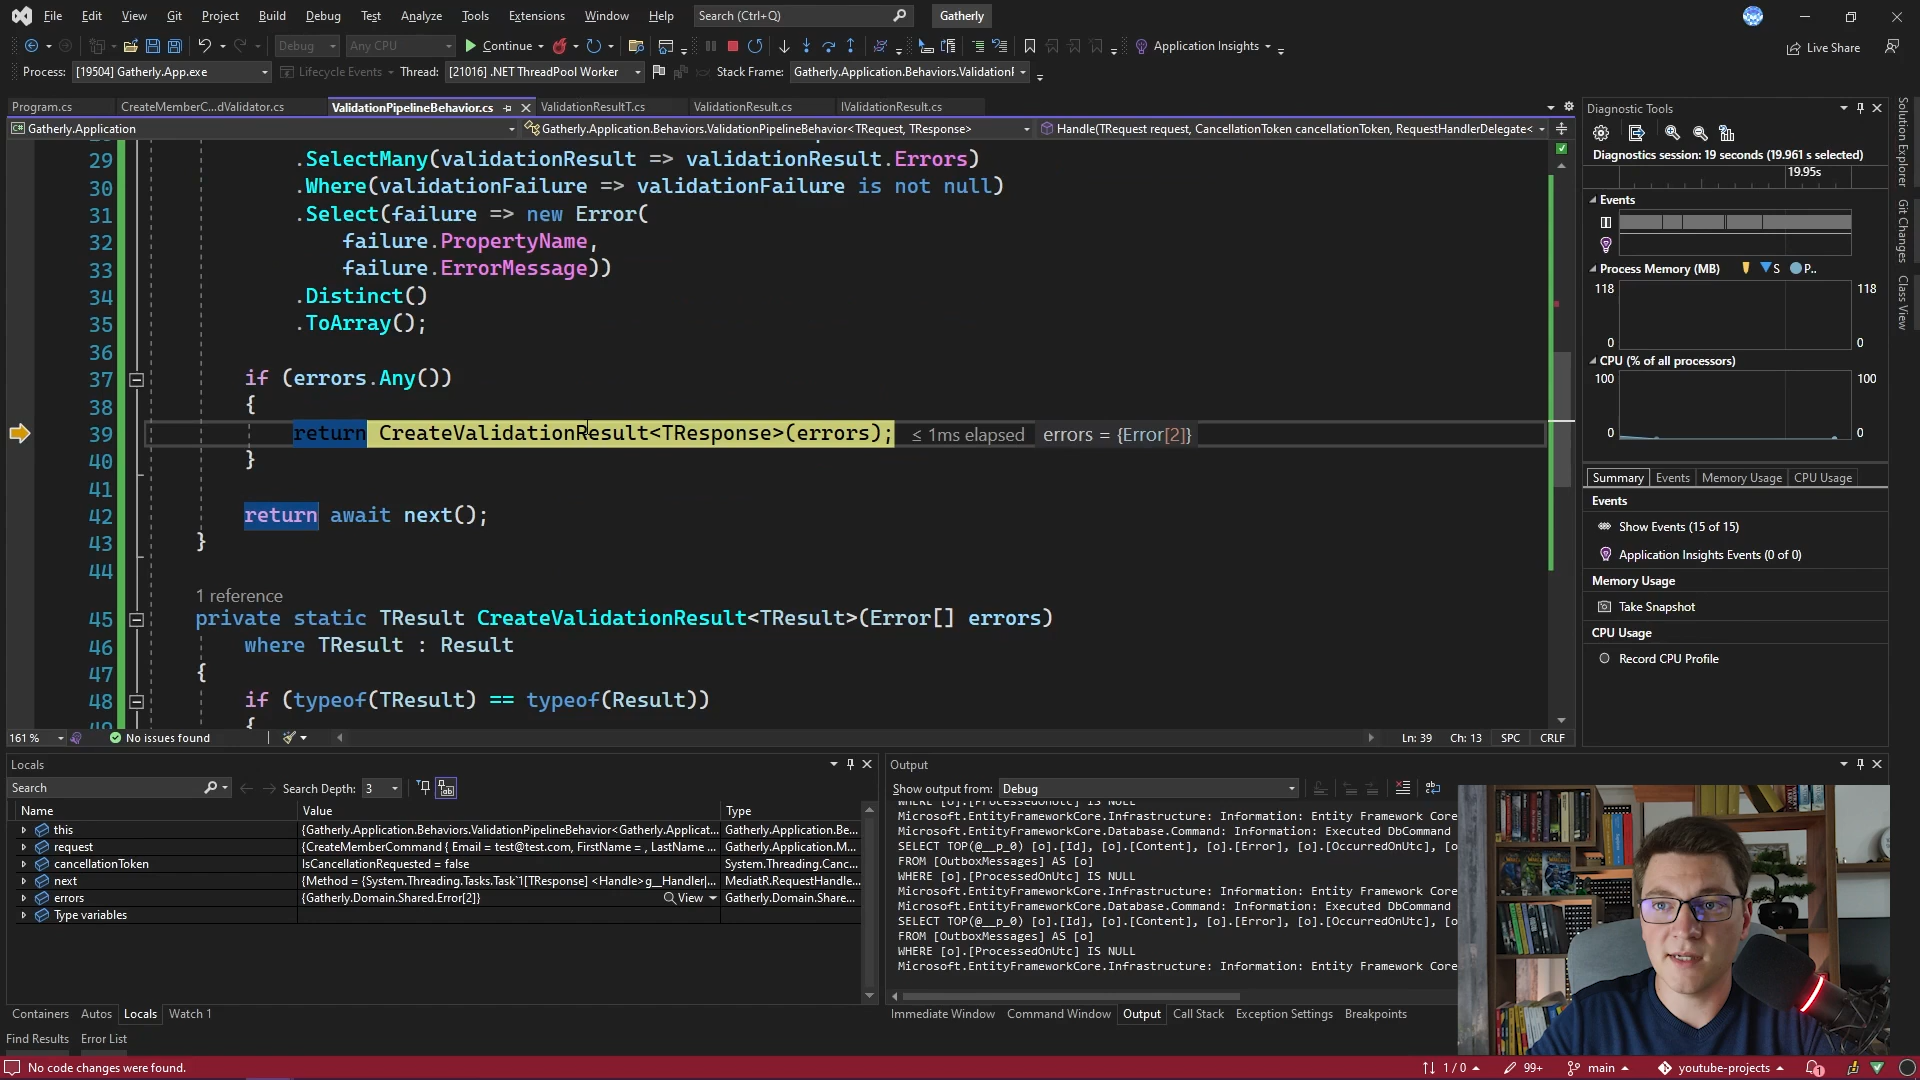 File Edit View Git Project Build Debug Test Analyze Tools Extensions Window Help Search (Ctrl+Q) Gatherly
Debug Any CPU Continue Application Insights Live Share
Process: [19504] Gatherly.App.exe Lifecycle Events Thread: [21016] .NET ThreadPool Worker Stack Frame: Gatherly.Application.Behaviors.Validation
Program.cs CreateMemberC...dValidator.cs ValidationPipelineBehavior.cs ValidationResultT.cs ValidationResult.cs IValidationResult.cs
Gatherly.Application Gatherly.Application.Behaviors.ValidationPipelineBehavior<TRequest, TResponse> Handle(TRequest request, CancellationToken cancellationToken, RequestHandlerDelegate<
29 .SelectMany(validationResult => validationResult.Errors)
30 .Where(validationFailure => validationFailure is not null)
31 .Select(failure => new Error(
32 failure.PropertyName,
33 failure.ErrorMessage))
34 .Distinct()
35 .ToArray();
36
37 if (errors.Any())
38 {
39 return CreateValidationResult<TResponse>(errors); ≤ 1ms elapsed errors = {Error[2]}
40 }
41
42 return await next();
43 }
44
1 reference
45 private static TResult CreateValidationResult<TResult>(Error[] errors)
46 where TResult : Result
47 {
48 if (typeof(TResult) == typeof(Result))
49 {
161 % No issues found Ln: 39 Ch: 13 SPC CRLF
Diagnostic Tools
Diagnostics session: 19 seconds (19.961 s selected)
19.95s
Events
Process Memory (MB) S P..
118 118
0 0
CPU (% of all processors)
100 100
0 0
Summary Events Memory Usage CPU Usage
Events
Show Events (15 of 15)
Application Insights Events (0 of 0)
Memory Usage
Take Snapshot
CPU Usage
Record CPU Profile
Solution Explorer
Git Changes
Class View
Locals
Search Search Depth: 3
Name Value Type
this {Gatherly.Application.Behaviors.ValidationPipelineBehavior<Gatherly.Applicat... Gatherly.Application.Be...
request {CreateMemberCommand { Email = test@test.com, FirstName = , LastName ... Gatherly.Application.M...
cancellationToken IsCancellationRequested = false System.Threading.Canc...
next {Method = {System.Threading.Tasks.Task`1[TResponse] <Handle>g__Handler|... MediatR.RequestHandle...
errors {Gatherly.Domain.Shared.Error[2]} View Gatherly.Domain.Share...
Type variables
Containers Autos Locals Watch 1
Output
Show output from: Debug
WHERE [o].[ProcessedOnUtc] IS NULL
Microsoft.EntityFrameworkCore.Infrastructure: Information: Entity Framework Core
Microsoft.EntityFrameworkCore.Database.Command: Information: Executed DbCommand
SELECT TOP(@__p_0) [o].[Id], [o].[Content], [o].[Error], [o].[OccurredOnUtc], [o
FROM [OutboxMessages] AS [o]
WHERE [o].[ProcessedOnUtc] IS NULL
Microsoft.EntityFrameworkCore.Infrastructure: Information: Entity Framework Core
Microsoft.EntityFrameworkCore.Database.Command: Information: Executed DbCommand
SELECT TOP(@__p_0) [o].[Id], [o].[Content], [o].[Error], [o].[OccurredOnUtc], [o
FROM [OutboxMessages] AS [o]
WHERE [o].[ProcessedOnUtc] IS NULL
Microsoft.EntityFrameworkCore.Infrastructure: Information: Entity Framework Core
Immediate Window Command Window Output Call Stack Exception Settings Breakpoints
Find Results Error List
No code changes were found. 1 / 0 99+ main youtube-projects 1